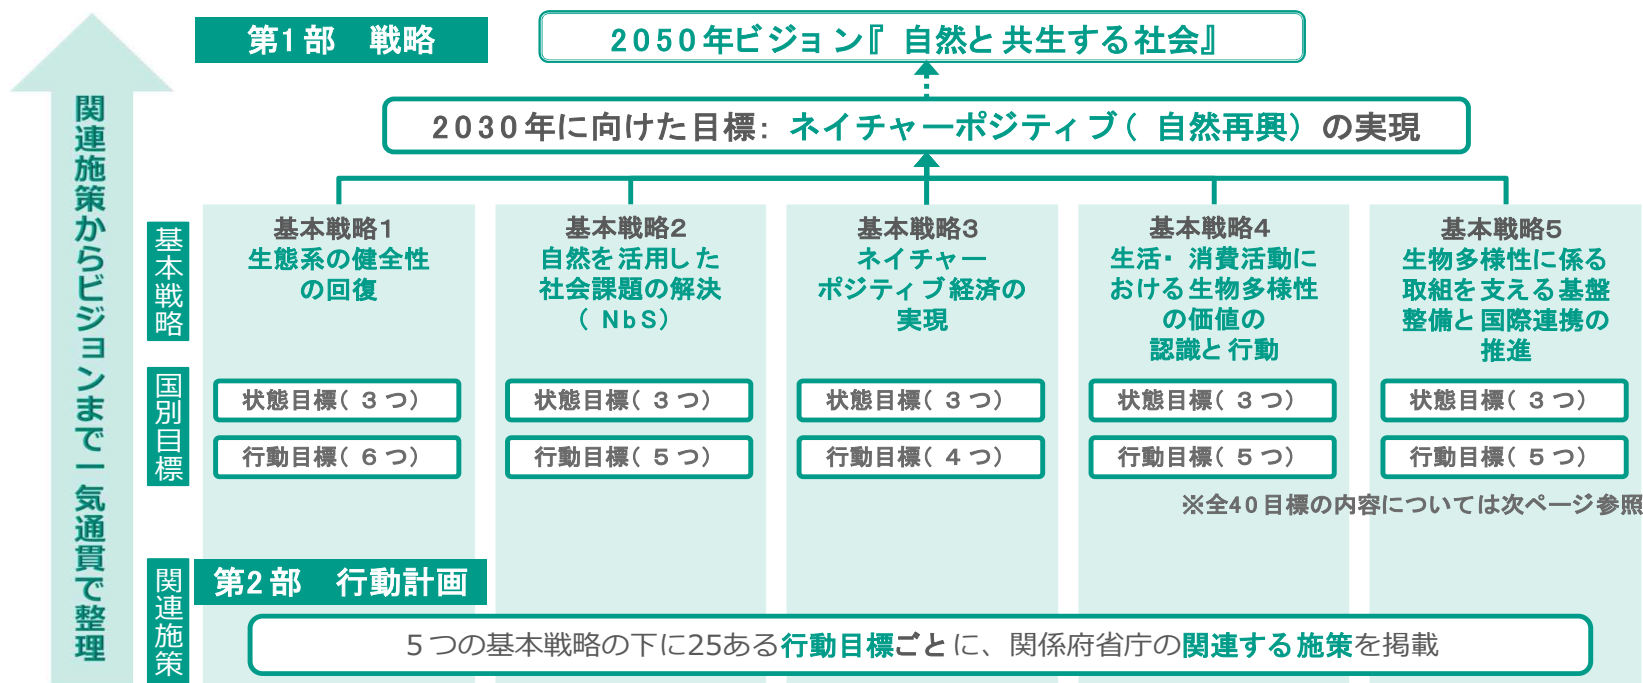 第1部 戦略
2050年ビジョン『自然と共生する社会』
2030年に向けた目標：ネイチャーポジティブ（自然再興）の実現
関連施策からビジョンまで一気通貫で整理
基本戦略
基本戦略1
生態系の健全性
の回復
基本戦略2
自然を活用した
社会課題の解決
（NbS）
基本戦略3
ネイチャー
ポジティブ経済の
実現
基本戦略4
生活・消費活動に
おける生物多様性
の価値の
認識と行動
基本戦略5
生物多様性に係る
取組を支える基盤
整備と国際連携の
推進
国別目標
状態目標（３つ）
状態目標（３つ）
状態目標（３つ）
状態目標（３つ）
状態目標（３つ）
行動目標（６つ）
行動目標（５つ）
行動目標（４つ）
行動目標（５つ）
行動目標（５つ）
※全40目標の内容については次ページ参照
関連施策
第2部 行動計画
５つの基本戦略の下に25ある行動目標ごとに、関係府省庁の関連する施策を掲載